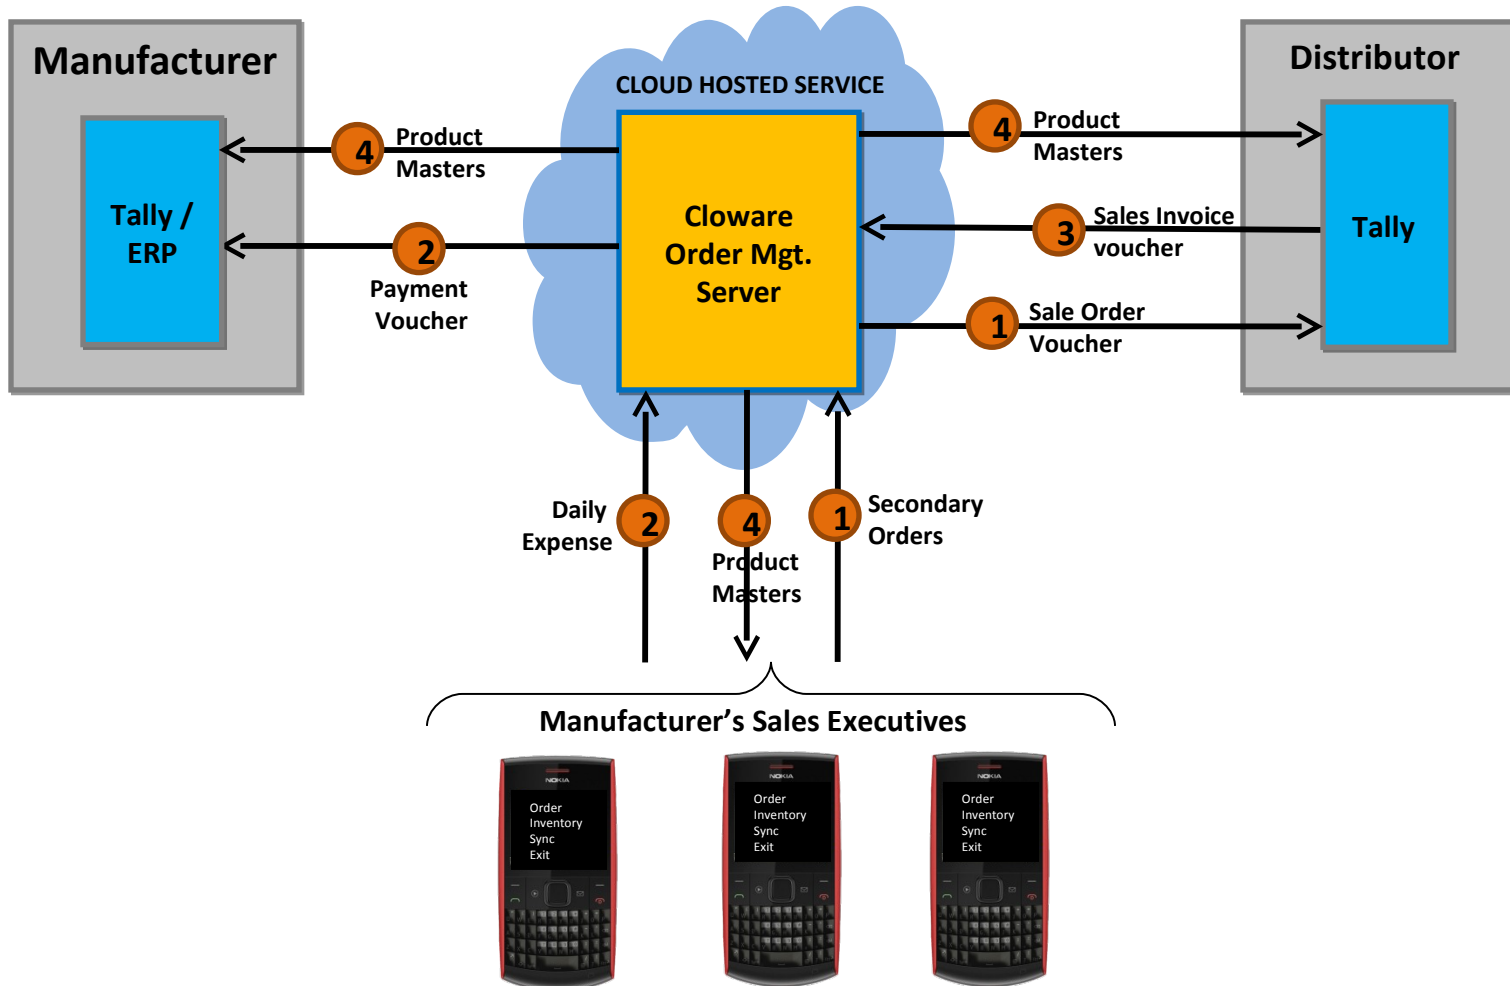 Manufacturer
Tally /
ERP
4
Product
Masters
2
Payment
Voucher
CLOUD HOSTED SERVICE
Cloware
Order Mgt.
Server
Distributor
Tally
4
Product
Masters
3
Sales Invoice
voucher
1
Sale Order
Voucher
Daily
Expense
2
4
Product
Masters
1
Secondary
Orders
Manufacturer’s Sales Executives
NOKIA
Order
Inventory
Sync
Exit
NOKIA
Order
Inventory
Sync
Exit
NOKIA
Order
Inventory
Sync
Exit